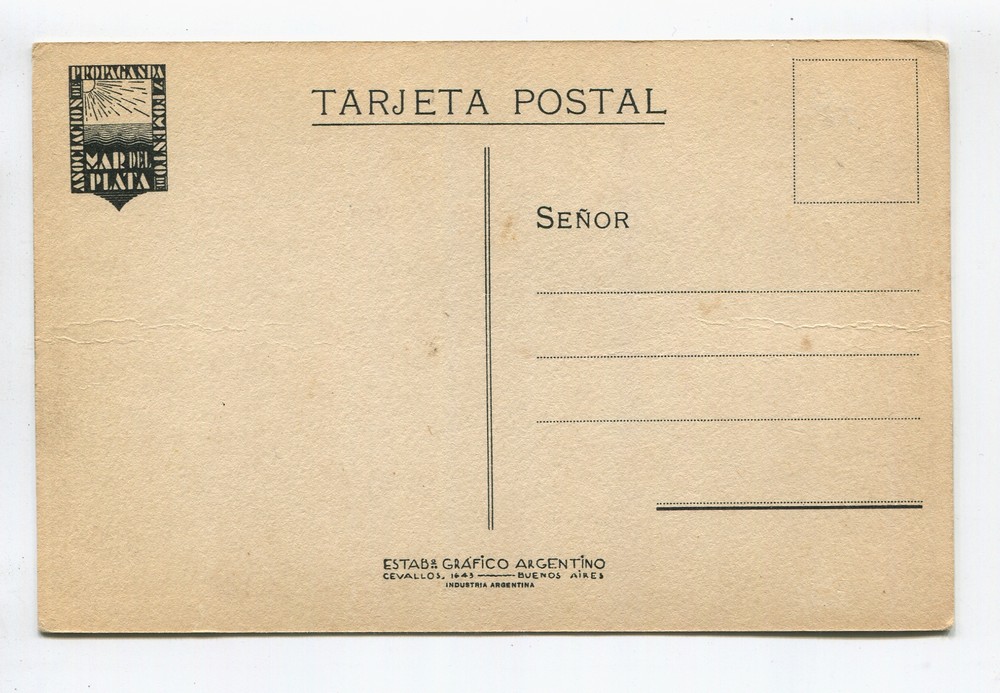 ASOCIACION DE PROPAGANDA Y FOMENTO DE
MAR DEL
PLATA
TARJETA POSTAL
SEÑOR
ESTABº GRÁFICO ARGENTINO
CEVALLOS, 1643 — BUENOS AIRES
INDUSTRIA ARGENTINA